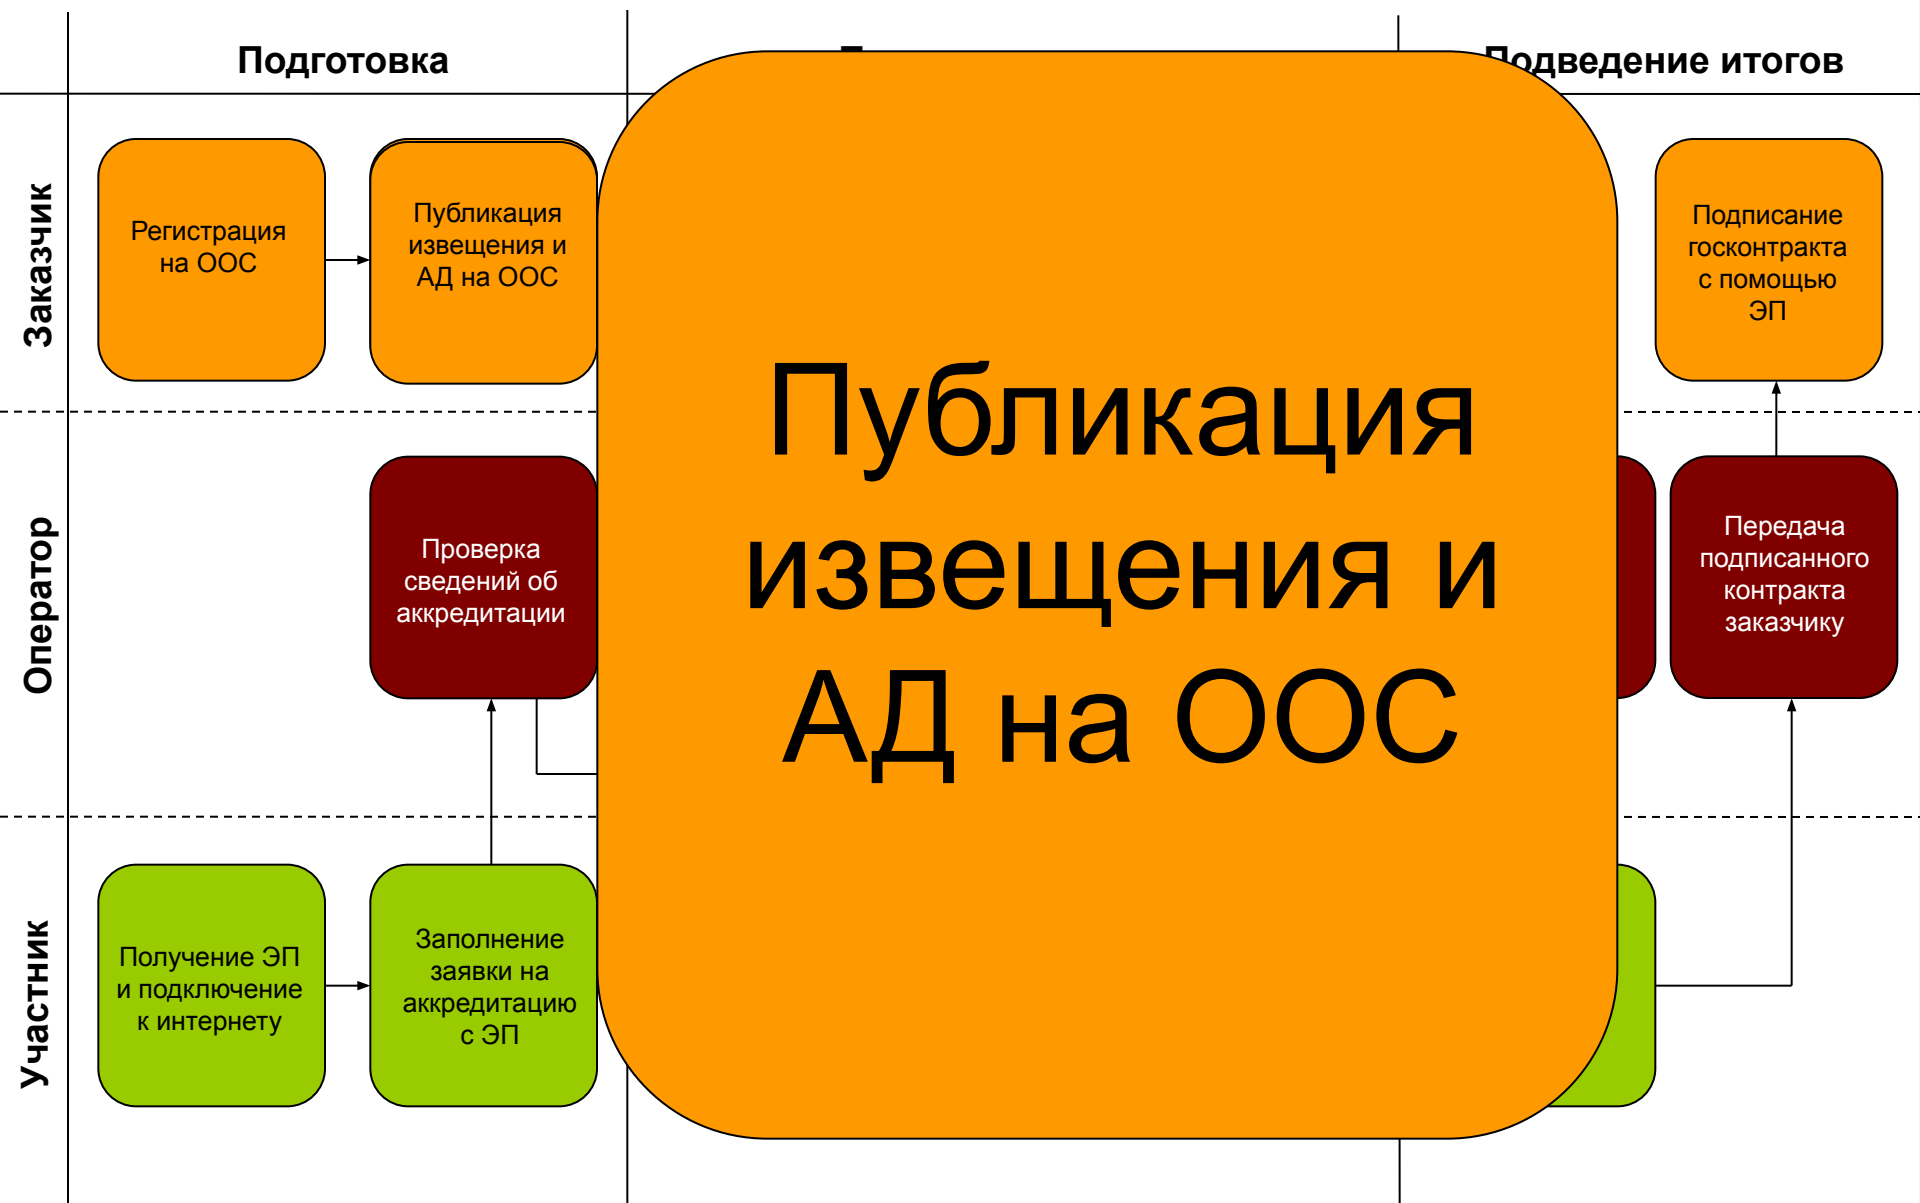 Подготовка
Подведение итогов
Заказчик
Регистрация
на ООС
Публикация
извещения и
АД на ООС
Публикация
извещения и
АД на ООС
Подписание
госконтракта
с помощью
ЭП
Оператор
Проверка
сведений об
аккредитации
Передача
подписанного
контракта
заказчику
Участник
Получение ЭП
и подключение
к интернету
Заполнение
заявки на
аккредитацию
с ЭП